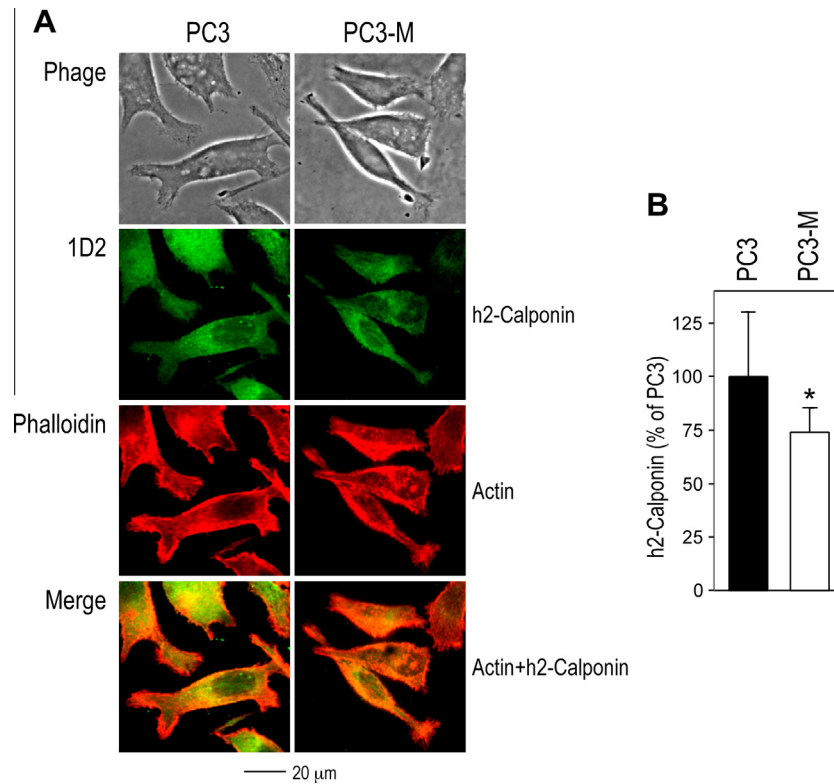 A
PC3 PC3-M
Phage
1D2
h2-Calponin
Phalloidin
Actin
Merge
Actin+h2-Calponin
20 μm
B
PC3
PC3-M
h2-Calponin (% of PC3)
125
100
75
50
25
0
*